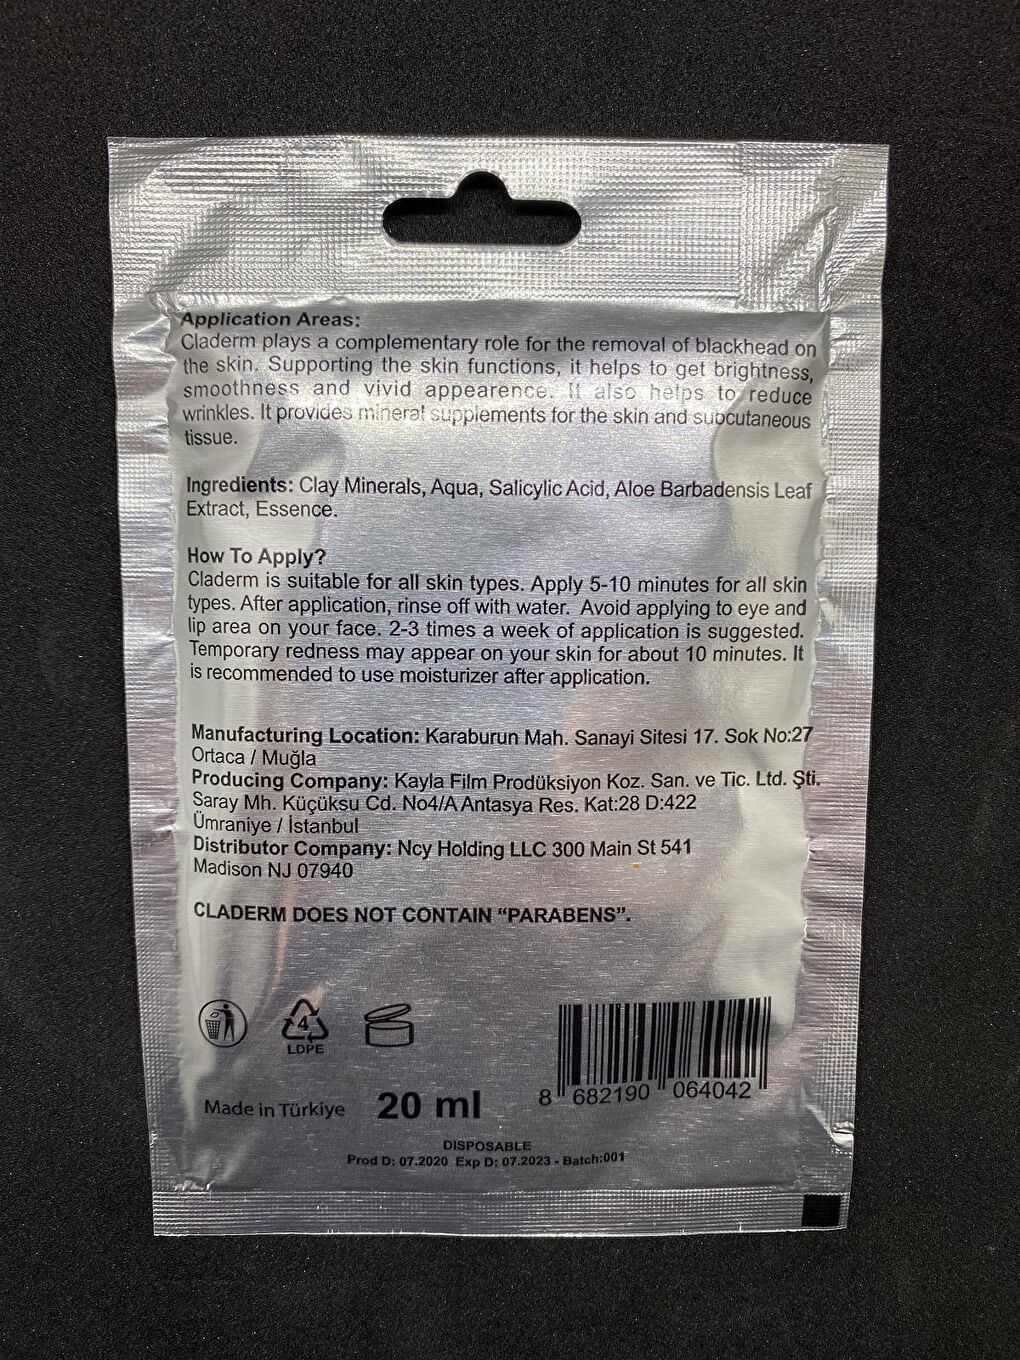 Application Areas:
Claderm plays a complementary role for the removal of blackhead on
the skin. Supporting the skin functions, it helps to get brightness,
smoothness and vivid appearence. It also helps to reduce
wrinkles. It provides mineral supplements for the skin and subcutaneous
tissue.
Ingredients: Clay Minerals, Aqua, Salicylic Acid, Aloe Barbadensis Leaf
Extract, Essence.
How To Apply?
Claderm is suitable for all skin types. Apply 5-10 minutes for all skin
types. After application, rinse off with water. Avoid applying to eye and
lip area on your face. 2-3 times a week of application is suggested.
Temporary redness may appear on your skin for about 10 minutes. It
is recommended to use moisturizer after application.
Manufacturing Location: Karaburun Mah. Sanayi Sitesi 17. Sok No:27
Ortaca / Muğla
Producing Company: Kayla Film Prodüksiyon Koz. San. ve Tic. Ltd. Şti.
Saray Mh. Küçüksu Cd. No4/A Antasya Res. Kat:28 D:422
Ümraniye / İstanbul
Distributor Company: Ncy Holding LLC 300 Main St 541
Madison NJ 07940
CLADERM DOES NOT CONTAIN “PARABENS”.
4
LDPE
8 682190 064042
Made in Türkiye 20 ml
DISPOSABLE
Prod D: 07.2020 Exp D: 07.2023 - Batch:001